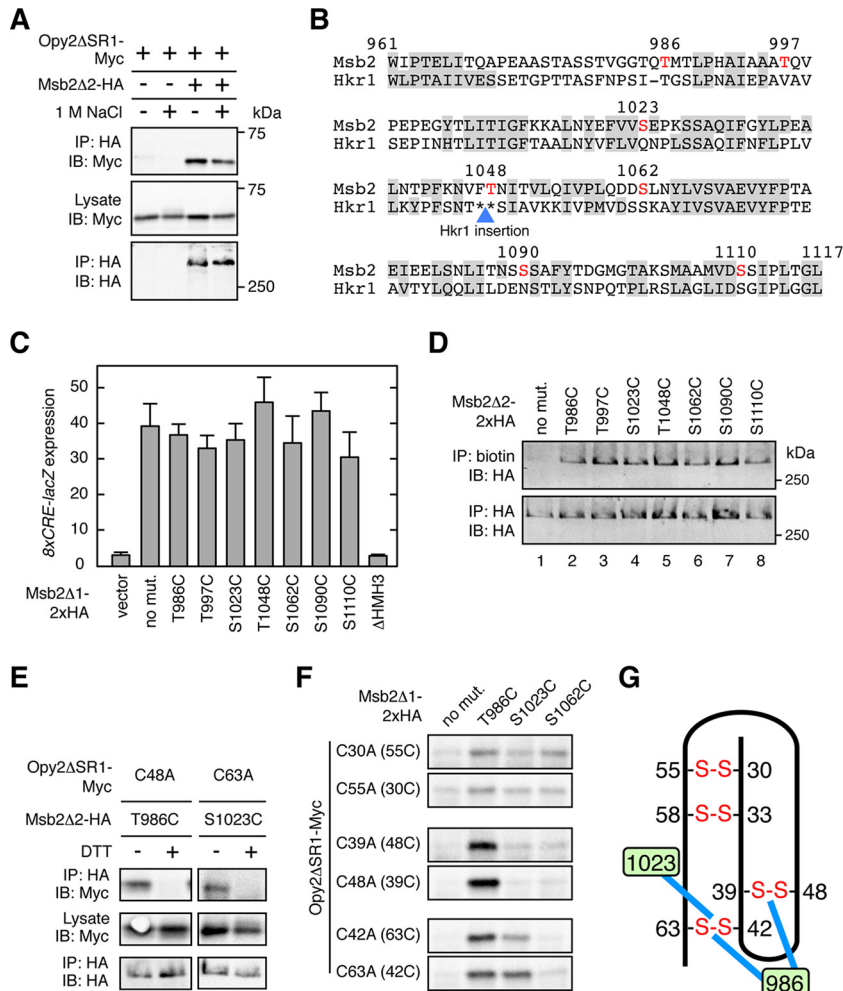 A
Opy2ΔSR1-Myc + + + +
Msb2Δ2-HA - - + +
1 M NaCl - + - + kDa
IP: HA
IB: Myc
75
Lysate
IB: Myc
75
IP: HA
IB: HA
250
B
961 986 997
Msb2 WIPTELITQAPEAASTASSTVGGTQTMTLPHAIAAATQV
Hkr1 WLPTAIIVESSETGPTTASFNPSI-TGSLPNAIEPAVAV
1023
Msb2 PEPEGYTLITIGFKKALNYEFVVSEPKSSAQIFGYLPEA
Hkr1 SEPINHTLITIGFTAALNYVFLVQNPLSSAQIFNFLPLV
1048 1062
Msb2 LNTPFKNVFTNITVLQIVPLQDDSLNYLVSVAEVYFPTA
Hkr1 LKYPFSNT**SIAVKKIVPMVDSSKAYIVSVAEVYFPTE
Hkr1 insertion
1090 1110 1117
Msb2 EIEELSNLITNSSSAFYTDGMGTAKSMAAMVDSSIPLTGL
Hkr1 AVTYLQQLILDENSTLYSNPQTPLRSLAGLIDSGIPLGGL
C
8xCRE-lacZ expression
50
40
30
20
10
0
Msb2Δ1-2xHA
vector
no mut.
T986C
T997C
S1023C
T1048C
S1062C
S1090C
S1110C
ΔHMH3
D
Msb2Δ2-2xHA
no mut.
T986C
T997C
S1023C
T1048C
S1062C
S1090C
S1110C
IP: biotin
IB: HA
kDa
250
IP: HA
IB: HA
250
1 2 3 4 5 6 7 8
E
Opy2ΔSR1-Myc C48A C63A
Msb2Δ2-HA T986C S1023C
DTT - + - +
IP: HA
IB: Myc
Lysate
IB: Myc
IP: HA
IB: HA
F
Msb2Δ1-2xHA
no mut.
T986C
S1023C
S1062C
Opy2ΔSR1-Myc
C30A (55C)
C55A (30C)
C39A (48C)
C48A (39C)
C42A (63C)
C63A (42C)
G
55 S-S 30
58 S-S 33
1023
39 S-S 48
63 S-S 42
986